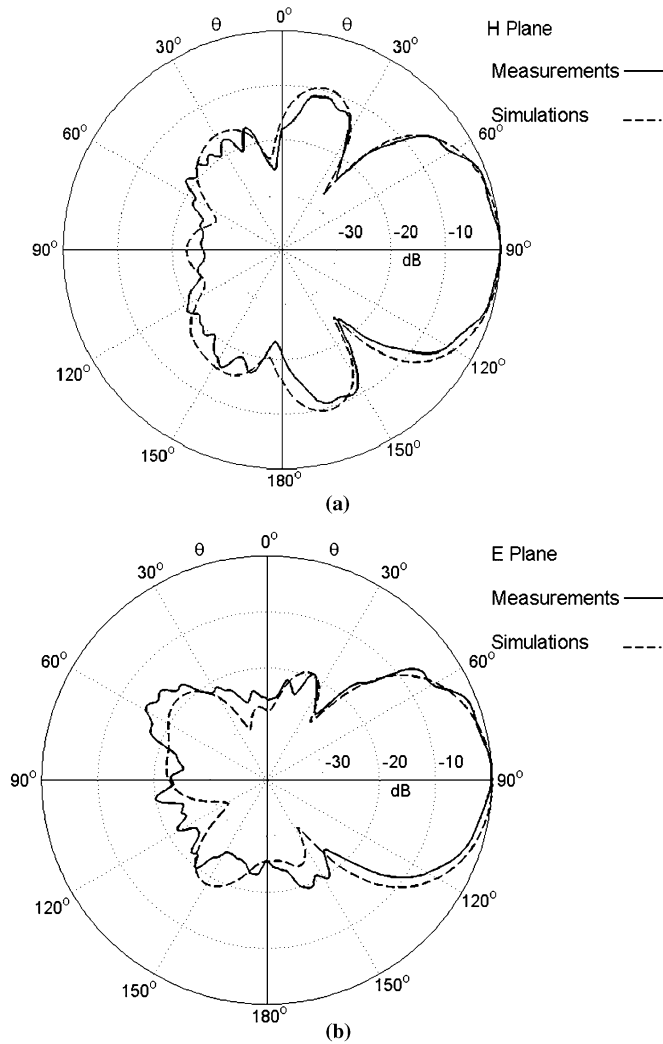 0°
θ θ
30° 30°
60° 60°
90° 90°
120° 120°
150° 150°
180°
-30 -20 -10
dB
H Plane
Measurements
Simulations
(a)
0°
θ θ
30° 30°
60° 60°
90° 90°
120° 120°
150° 150°
180°
-30 -20 -10
dB
E Plane
Measurements
Simulations
(b)